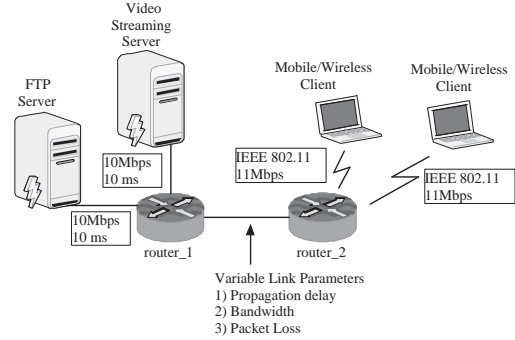 Video
Streaming
Server
FTP
Server
10Mbps
10 ms
10Mbps
10 ms
router_1
Mobile/Wireless
Client
Mobile/Wireless
Client
IEEE 802.11
11Mbps
IEEE 802.11
11Mbps
router_2
Variable Link Parameters
1) Propagation delay
2) Bandwidth
3) Packet Loss